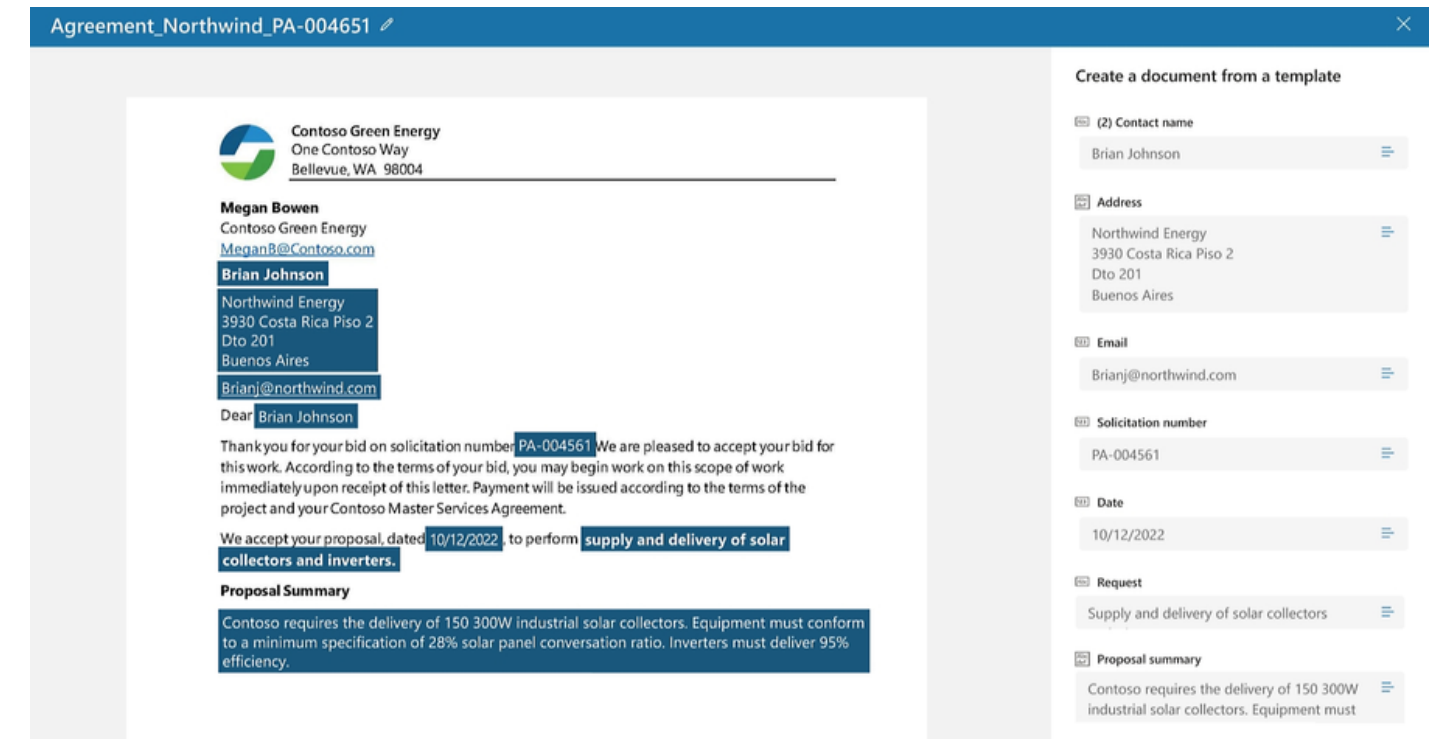 Agreement_Northwind_PA-004651
Contoso Green Energy
One Contoso Way
Bellevue, WA 98004
Megan Bowen
Contoso Green Energy
MeganB@Contoso.com
Brian Johnson
Northwind Energy
3930 Costa Rica Piso 2
Dto 201
Buenos Aires
Brianj@northwind.com
Dear Brian Johnson
Thank you for your bid on solicitation number PA-004561 We are pleased to accept your bid for
this work. According to the terms of your bid, you may begin work on this scope of work
immediately upon receipt of this letter. Payment will be issued according to the terms of the
project and your Contoso Master Services Agreement.
We accept your proposal, dated 10/12/2022 , to perform supply and delivery of solar
collectors and inverters.
Proposal Summary
Contoso requires the delivery of 150 300W industrial solar collectors. Equipment must conform
to a minimum specification of 28% solar panel conversation ratio. Inverters must deliver 95%
efficiency.
Create a document from a template
(2) Contact name
Brian Johnson
Address
Northwind Energy
3930 Costa Rica Piso 2
Dto 201
Buenos Aires
Email
Brianj@northwind.com
Solicitation number
PA-004561
Date
10/12/2022
Request
Supply and delivery of solar collectors
Proposal summary
Contoso requires the delivery of 150 300W
industrial solar collectors. Equipment must